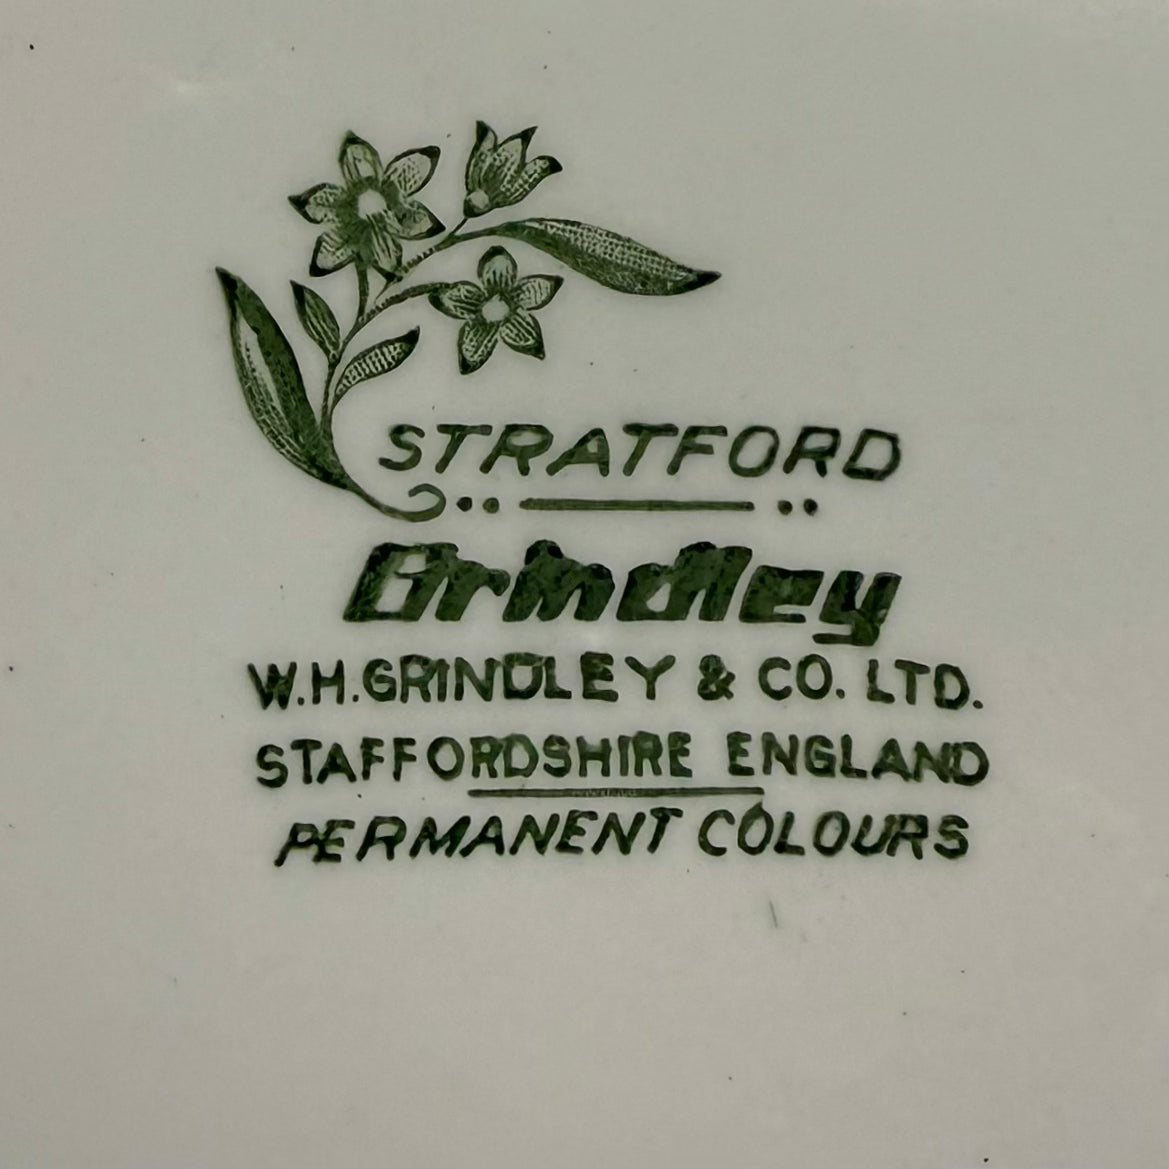 STRATFORD
Grindley
W.H.GRINDLEY & CO. LTD.
STAFFORDSHIRE ENGLAND
PERMANENT COLOURS